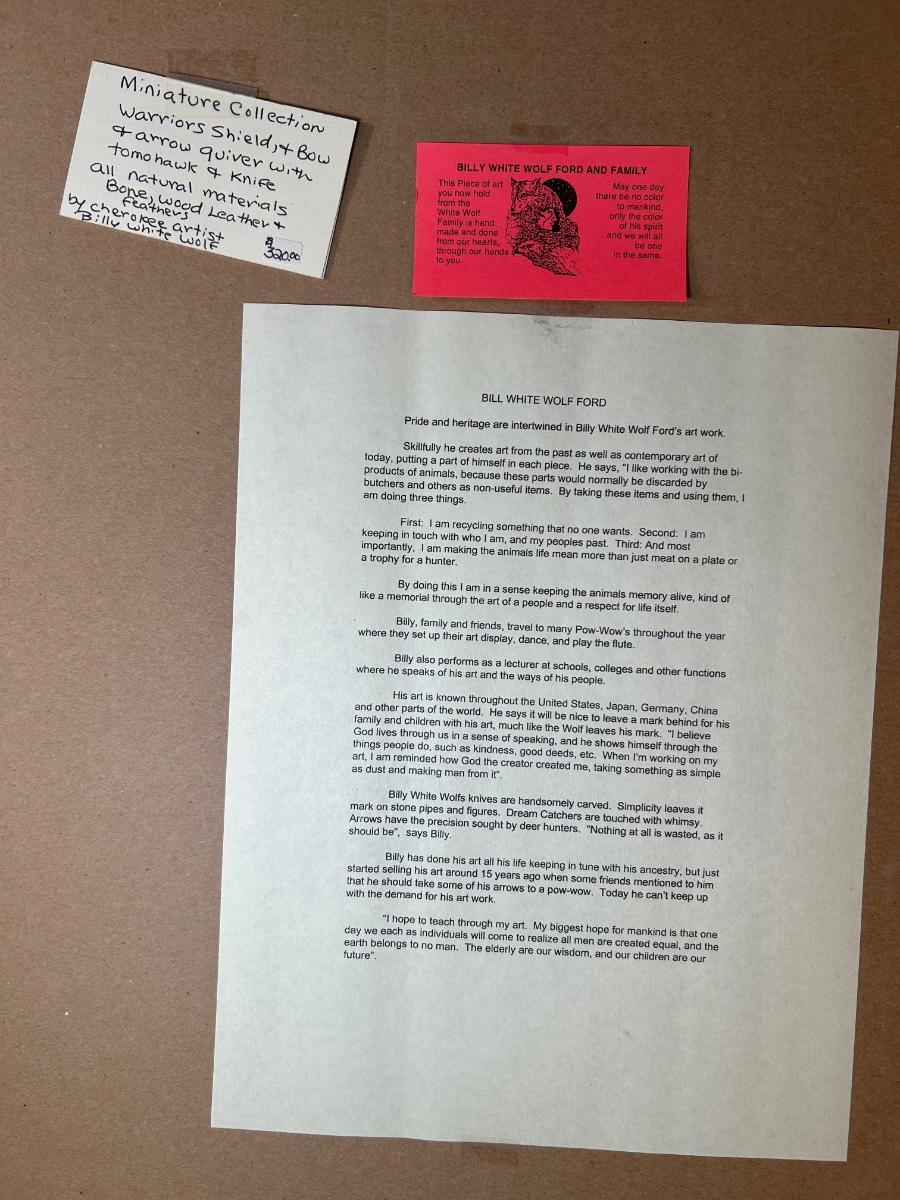 Miniature Collection
Warriors Shield, & Bow
& arrow quiver with
tomohawk & Knife
all natural materials
Bone, wood Leather &
feathers
by cherokee artist
Billy White Wolf
$320.00
BILLY WHITE WOLF FORD AND FAMILY
This Piece of art
you now hold
from the
White Wolf
Family is hand
made and done
from our hearts,
through our hands
to you.
May one day
there be no color
to mankind,
only the color
of his spirit
and we will all
be one
in the same.
BILL WHITE WOLF FORD
Pride and heritage are intertwined in Billy White Wolf Ford's art work.
Skillfully he creates art from the past as well as contemporary art of
today, putting a part of himself in each piece. He says, "I like working with the bi-
products of animals, because these parts would normally be discarded by
butchers and others as non-useful items. By taking these items and using them, I
am doing three things.
First: I am recycling something that no one wants. Second: I am
keeping in touch with who I am, and my peoples past. Third: And most
importantly, I am making the animals life mean more than just meat on a plate or
a trophy for a hunter.
By doing this I am in a sense keeping the animals memory alive, kind of
like a memorial through the art of a people and a respect for life itself.
Billy, family and friends, travel to many Pow-Wow's throughout the year
where they set up their art display, dance, and play the flute.
Billy also performs as a lecturer at schools, colleges and other functions
where he speaks of his art and the ways of his people.
His art is known throughout the United States, Japan, Germany, China
and other parts of the world. He says it will be nice to leave a mark behind for his
family and children with his art, much like the Wolf leaves his mark. "I believe
God lives through us in a sense of speaking, and he shows himself through the
things people do, such as kindness, good deeds, etc. When I'm working on my
art, I am reminded how God the creator created me, taking something as simple
as dust and making man from it".
Billy White Wolfs knives are handsomely carved. Simplicity leaves it
mark on stone pipes and figures. Dream Catchers are touched with whimsy.
Arrows have the precision sought by deer hunters. "Nothing at all is wasted, as it
should be", says Billy.
Billy has done his art all his life keeping in tune with his ancestry, but just
started selling his art around 15 years ago when some friends mentioned to him
that he should take some of his arrows to a pow-wow. Today he can't keep up
with the demand for his art work.
"I hope to teach through my art. My biggest hope for mankind is that one
day we each as individuals will come to realize all men are created equal, and the
earth belongs to no man. The elderly are our wisdom, and our children are our
future".